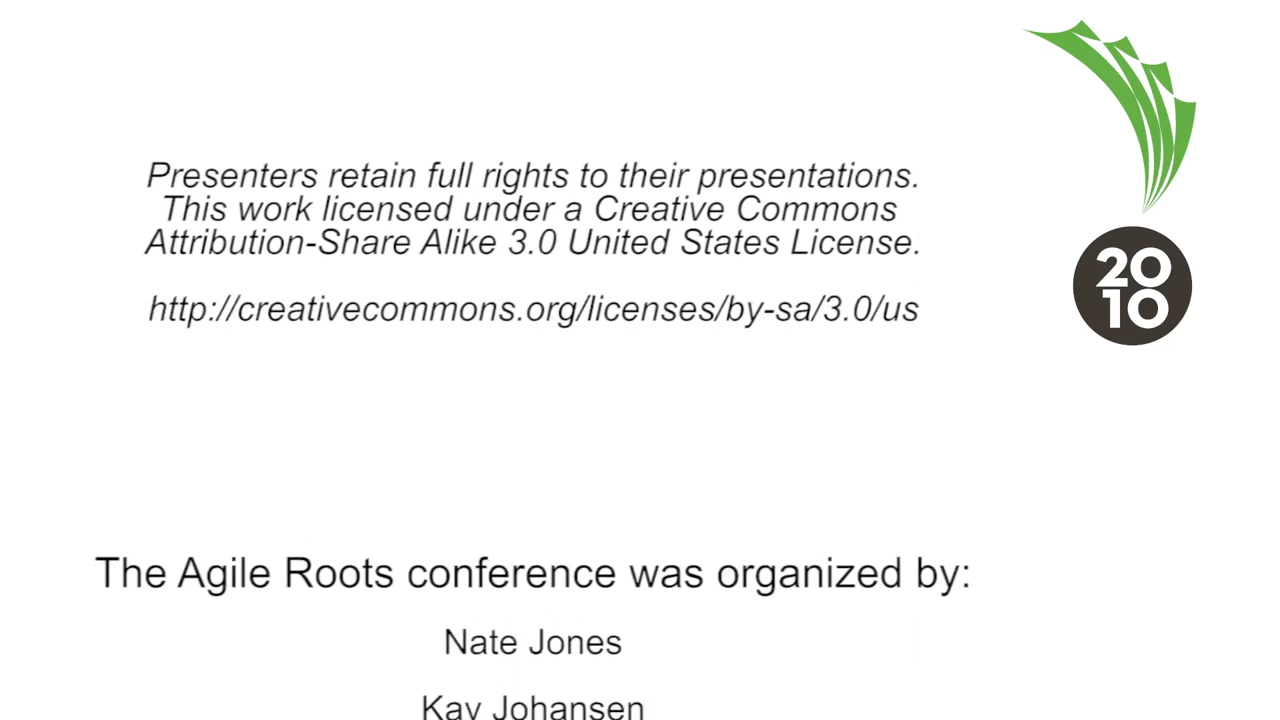 Presenters retain full rights to their presentations.
This work licensed under a Creative Commons
Attribution-Share Alike 3.0 United States License.
http://creativecommons.org/licenses/by-sa/3.0/us
20
10
The Agile Roots conference was organized by:
Nate Jones
Kay Johansen